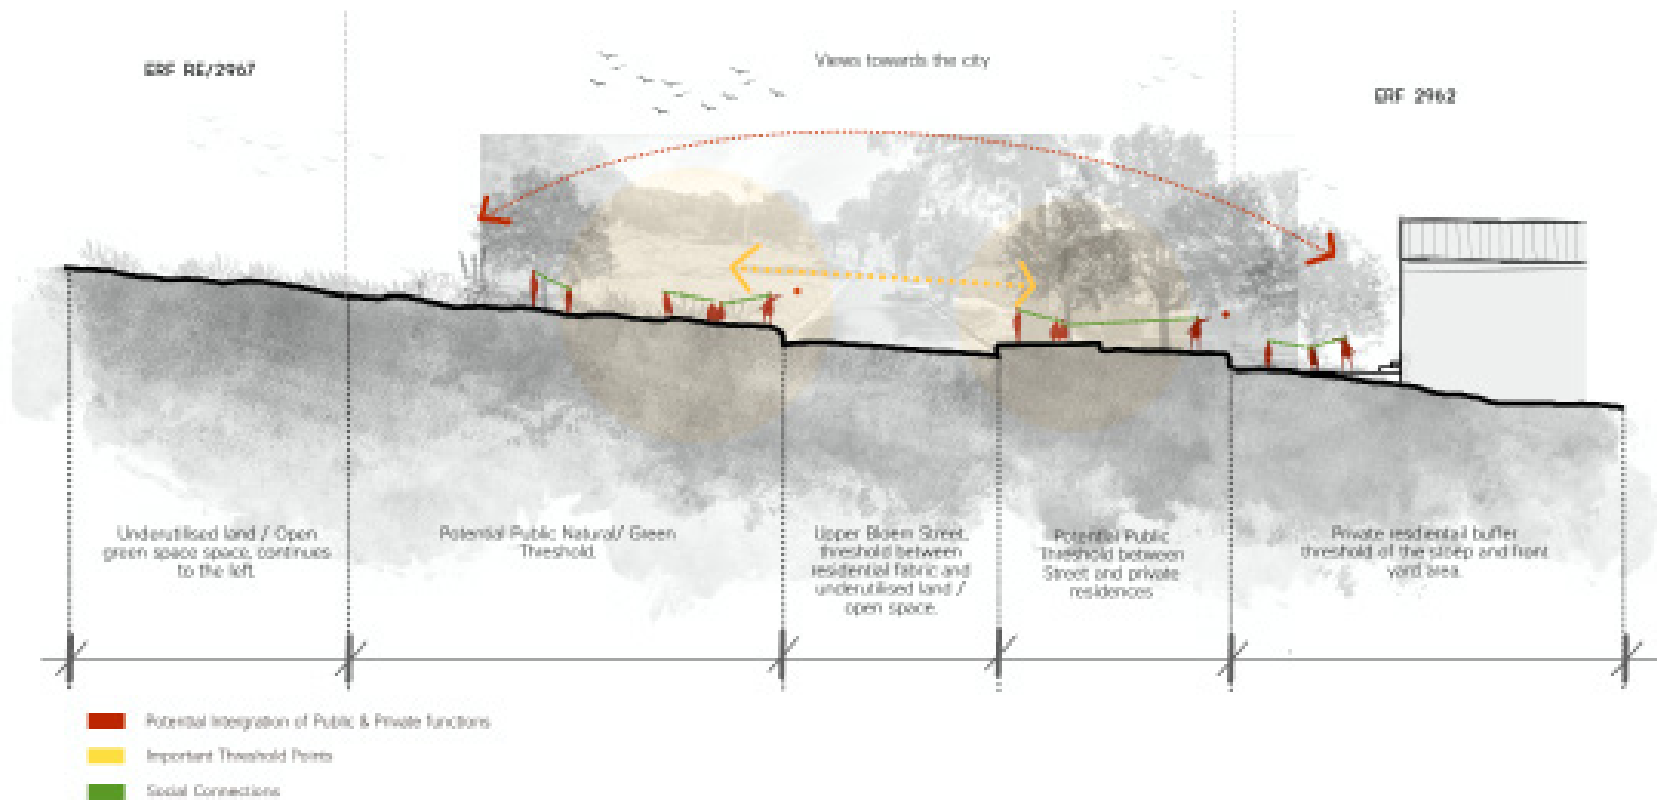 ERF RE/2967
Views towards the city
ERF 2962
Underutilised land / Open
green space space, continues
to the left.
Potential Public Natural/ Green
Threshold.
Upper Bloem Street,
threshold between
residential fabric and
underutilised land /
open space.
Potential Public
Threshold between
Street and private
residences
Private resdientail buffer
threshold of the stoep and front
yard area.
Potential Intergration of Public & Private functions
Important Threshold Points
Social Connections